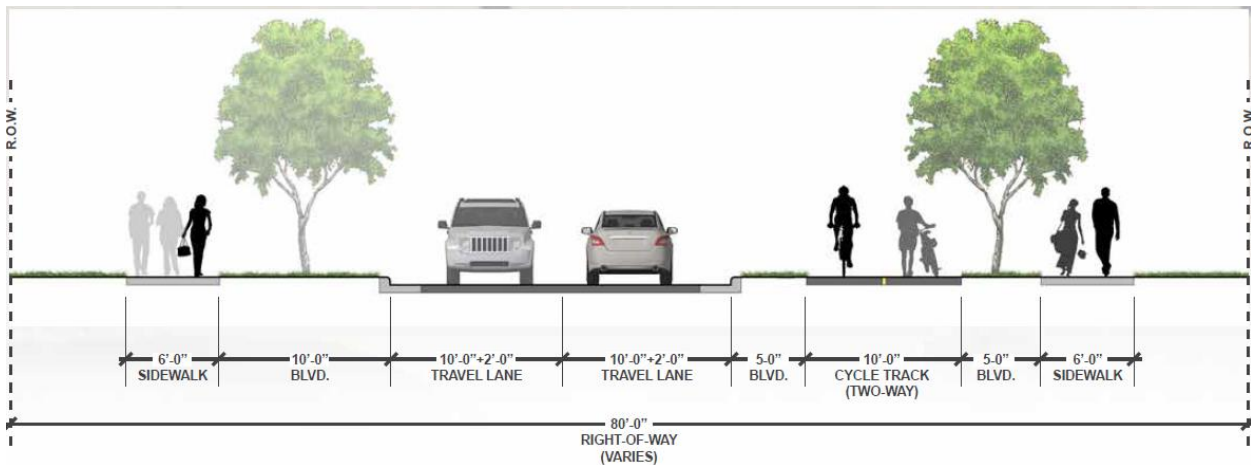 R.O.W.
R.O.W.
6’-0”
SIDEWALK
10’-0”
BLVD.
10’-0”+2’-0”
TRAVEL LANE
10’-0”+2’-0”
TRAVEL LANE
5-0”
BLVD.
10’-0”
CYCLE TRACK
(TWO-WAY)
5-0”
BLVD.
6’-0”
SIDEWALK
80’-0”
RIGHT-OF-WAY
(VARIES)